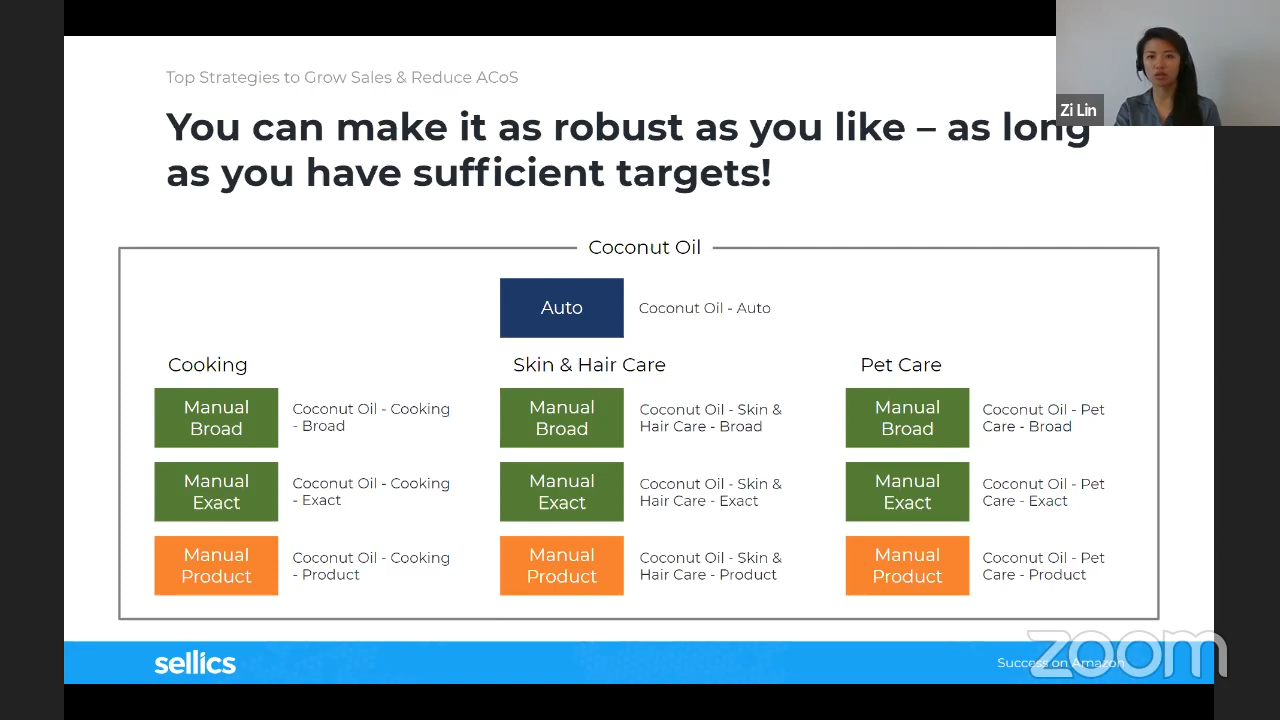 Top Strategies to Grow Sales & Reduce ACoS
You can make it as robust as you like – as long
as you have sufficient targets!
Zi Lin
Coconut Oil
Auto
Coconut Oil - Auto
Cooking
Manual
Broad
Coconut Oil - Cooking
- Broad
Manual
Exact
Coconut Oil - Cooking
- Exact
Manual
Product
Coconut Oil - Cooking
- Product
Skin & Hair Care
Manual
Broad
Coconut Oil - Skin &
Hair Care - Broad
Manual
Exact
Coconut Oil - Skin &
Hair Care - Exact
Manual
Product
Coconut Oil - Skin &
Hair Care - Product
Pet Care
Manual
Broad
Coconut Oil - Pet
Care - Broad
Manual
Exact
Coconut Oil - Pet
Care - Exact
Manual
Product
Coconut Oil - Pet
Care - Product
sellics
Success on Amazon
zoom